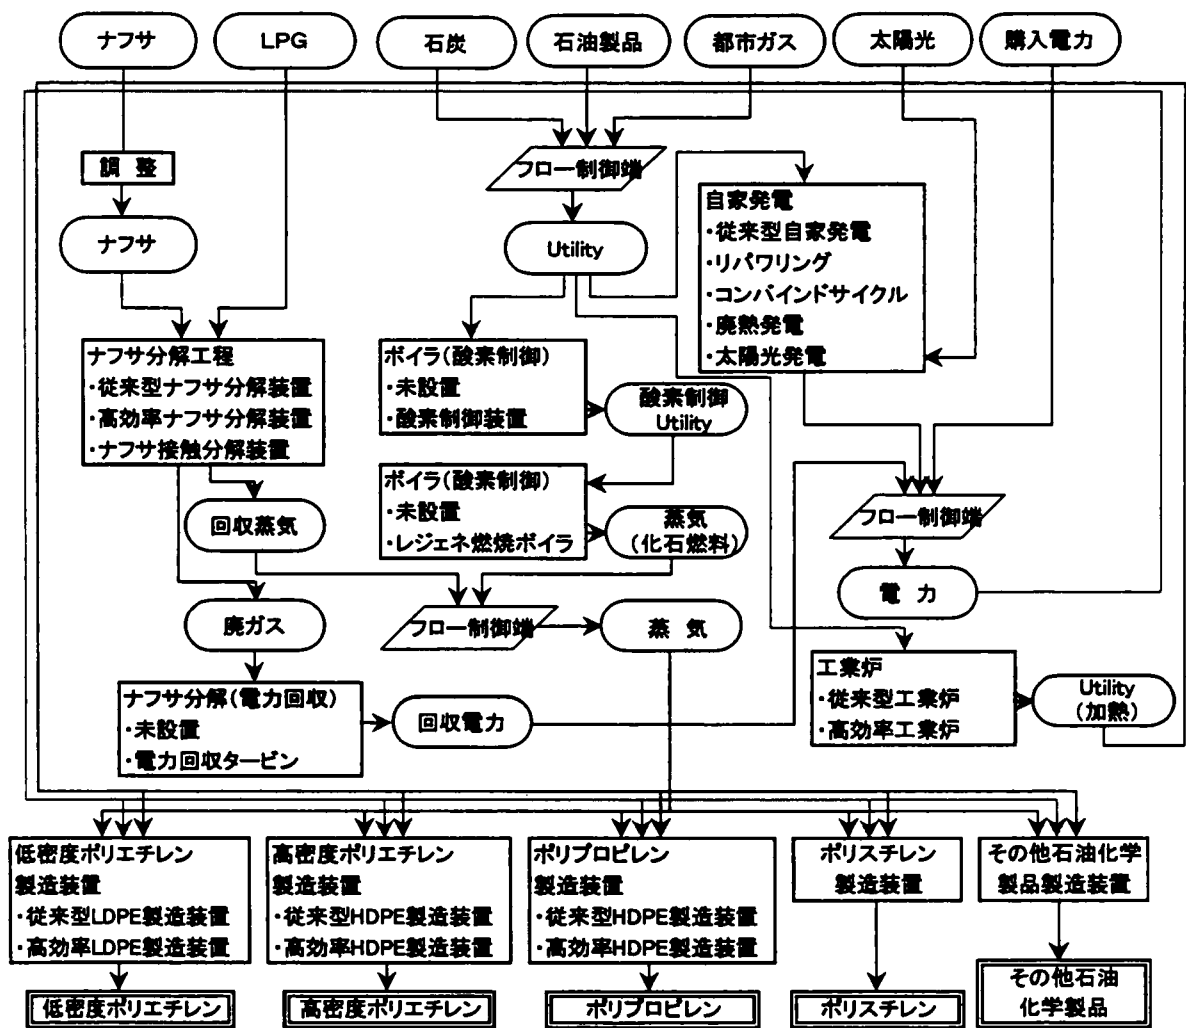 ナフサ
LPG
石炭
石油製品
都市ガス
太陽光
購入電力
調 整
ナフサ
フロー制御端
Utility
自家発電
・従来型自家発電
・リパワリング
・コンバインドサイクル
・廃熱発電
・太陽光発電
ナフサ分解工程
・従来型ナフサ分解装置
・高効率ナフサ分解装置
・ナフサ接触分解装置
ボイラ(酸素制御)
・未設置
・酸素制御装置
酸素制御
Utility
ボイラ(酸素制御)
・未設置
・レジェネ燃焼ボイラ
蒸気
(化石燃料)
回収蒸気
フロー制御端
電 力
廃ガス
フロー制御端
蒸 気
ナフサ分解(電力回収)
・未設置
・電力回収タービン
回収電力
工業炉
・従来型工業炉
・高効率工業炉
Utility
(加熱)
低密度ポリエチレン
製造装置
・従来型LDPE製造装置
・高効率LDPE製造装置
高密度ポリエチレン
製造装置
・従来型HDPE製造装置
・高効率HDPE製造装置
ポリプロピレン
製造装置
・従来型HDPE製造装置
・高効率HDPE製造装置
ポリスチレン
製造装置
その他石油化学
製品製造装置
低密度ポリエチレン
高密度ポリエチレン
ポリプロピレン
ポリスチレン
その他石油
化学製品